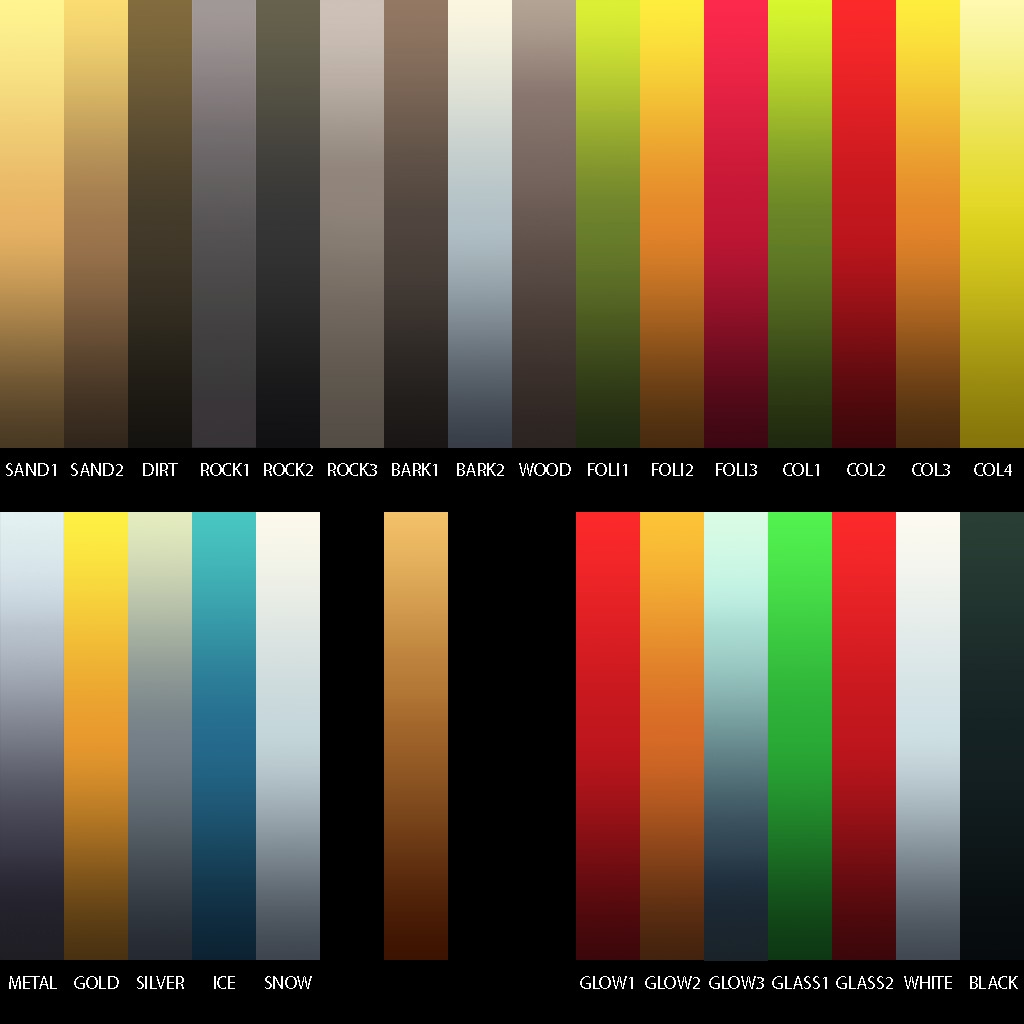 SAND1 SAND2 DIRT ROCK1 ROCK2 ROCK3 BARK1 BARK2 WOOD FOLI1 FOLI2 FOLI3 COL1 COL2 COL3 COL4
METAL GOLD SILVER ICE SNOW GLOW1 GLOW2 GLOW3 GLASS1 GLASS2 WHITE BLACK